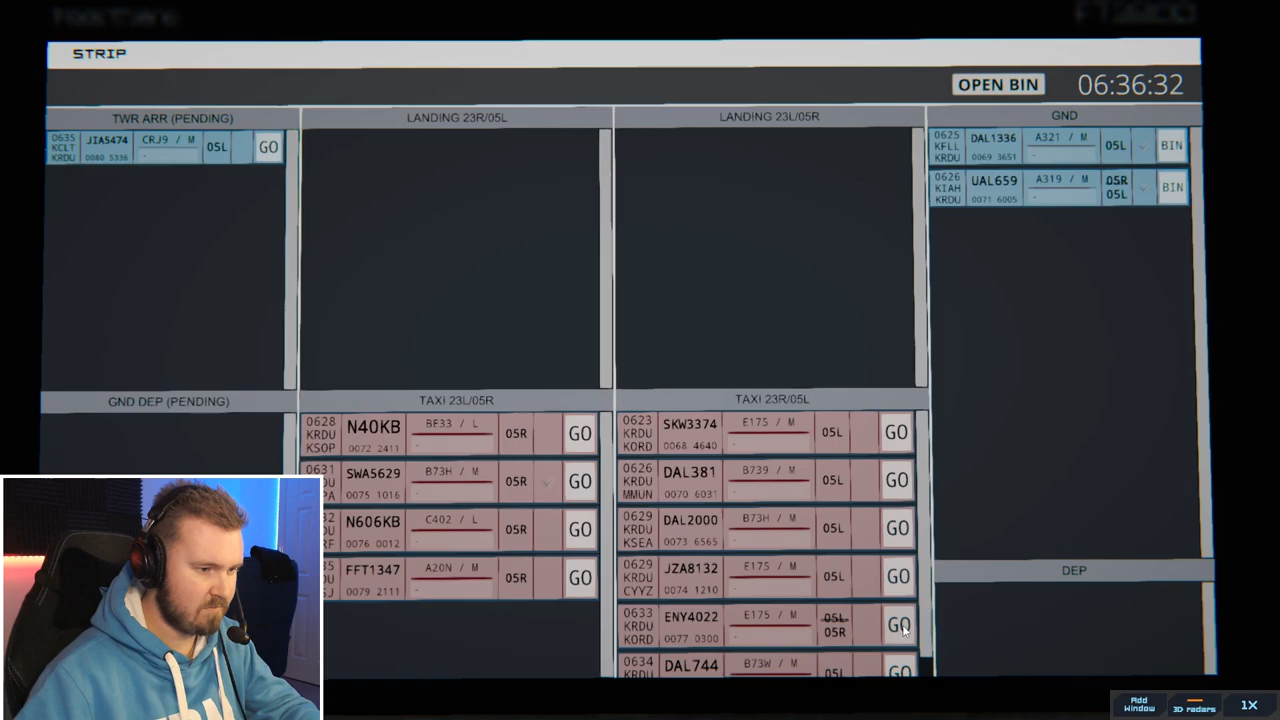 STRIP
OPEN BIN 06:36:32
TWR ARR (PENDING)
0635 JIA5474 CRJ9 / M 05L GO
KCLT
KRDU 0080 5336 -
LANDING 23R/05L
LANDING 23L/05R
GND
0625 DAL1336 A321 / M 05L BIN
KFLL
KRDU 0069 3651 -
0626 UAL659 A319 / M 05R BIN
KIAH 05L
KRDU 0071 6005 -
GND DEP (PENDING)
TAXI 23L/05R
0628 N40KB BE33 / L 05R GO
KRDU
KSOP 0072 2411 -
0631 SWA5629 B73H / M 05R GO
0075 1016 -
N606KB C402 / L 05R GO
0076 0012 -
FFT1347 A20N / M 05R GO
0079 2111 -
TAXI 23R/05L
0623 SKW3374 E175 / M 05L GO
KRDU
KORD 0068 4640 -
0626 DAL381 B739 / M 05L GO
KRDU
MMUN 0070 6031 -
0629 DAL2000 B73H / M 05L GO
KRDU
KSEA 0073 6565 -
0629 JZA8132 E175 / M 05L GO
KRDU
CYYZ 0074 1210 -
0633 ENY4022 E175 / M 05L GO
KRDU 05R
KORD 0077 0300 -
0634 DAL744 B73W / M 05L GO
DEP
Add
Window
3D radars
1X